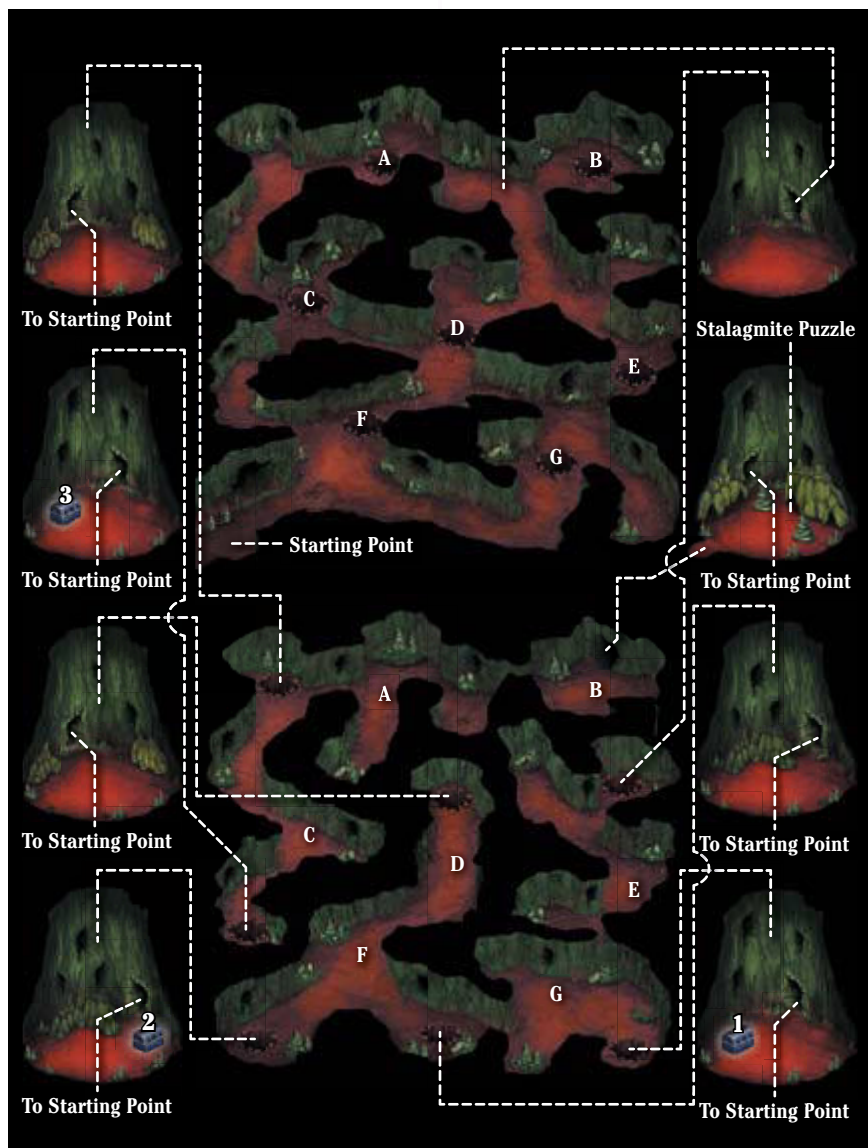 A
B
To Starting Point
C
D
Stalagmite Puzzle
E
F
G
3
Starting Point
To Starting Point
To Starting Point
A
B
To Starting Point
To Starting Point
C
D
E
F
G
2
1
To Starting Point
To Starting Point